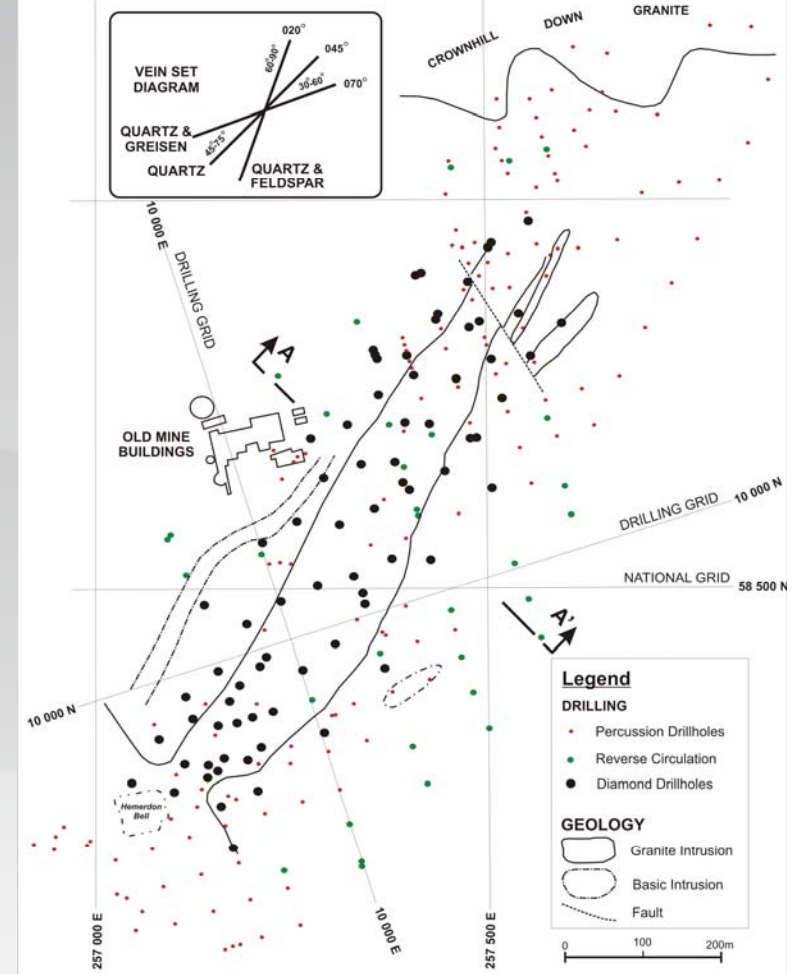 CROWNHILL DOWN GRANITE
VEIN SET
DIAGRAM
020°
045°
070°
60-90°
30-60°
45-75°
QUARTZ &
GREISEN
QUARTZ
QUARTZ &
FELDSPAR
10 000 E
DRILLING GRID
A
OLD MINE
BUILDINGS
10 000 N
DRILLING GRID
NATIONAL GRID
58 500 N
A'
10 000 N
Hemerdon
Bell
257 000 E
10 000 E
257 500 E
Legend
DRILLING
Percussion Drillholes
Reverse Circulation
Diamond Drillholes
GEOLOGY
Granite Intrusion
Basic Intrusion
Fault
0 100 200m